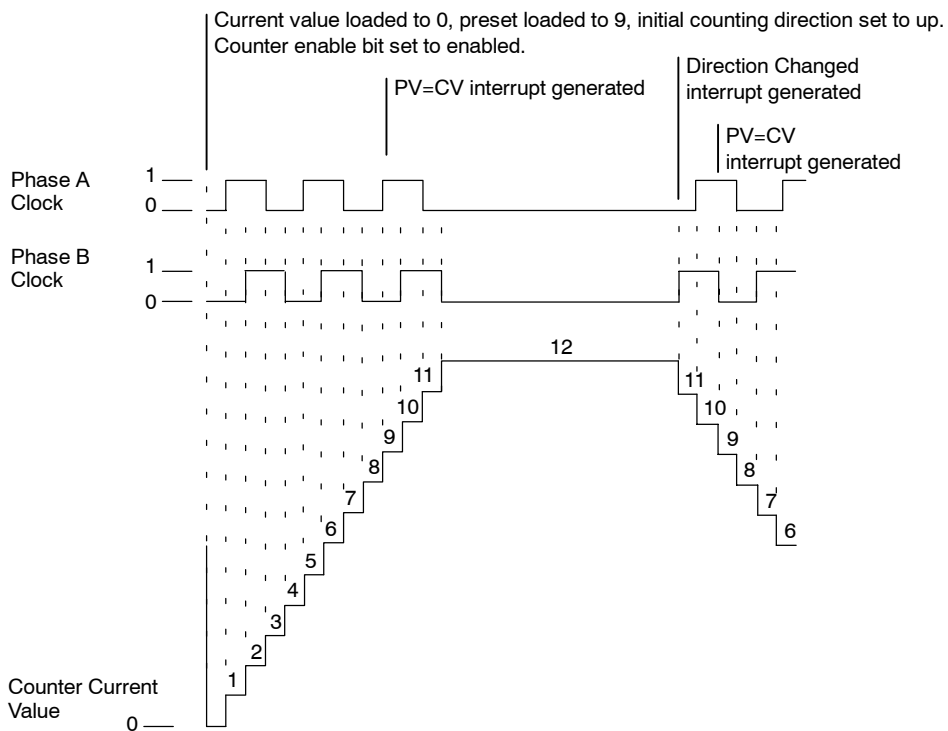 Current value loaded to 0, preset loaded to 9, initial counting direction set to up.
Counter enable bit set to enabled.
PV=CV interrupt generated
Direction Changed
interrupt generated
PV=CV
interrupt generated
Phase A
Clock
1
0
Phase B
Clock
1
0
12
11
11
10
10
9
9
8
8
7
7
6
6
5
4
3
2
1
Counter Current
Value
0